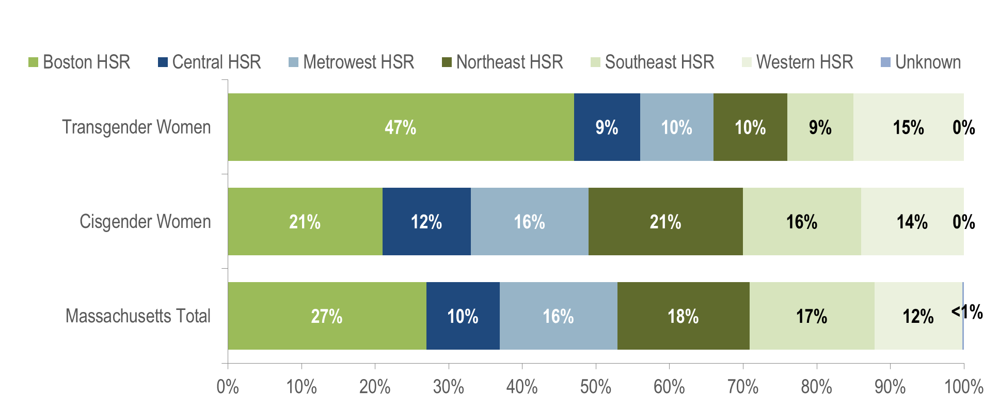 Boston HSR Central HSR Metrowest HSR Northeast HSR Southeast HSR Western HSR Unknown
Transgender Women 47% 9% 10% 10% 9% 15% 0%
Cisgender Women 21% 12% 16% 21% 16% 14% 0%
Massachusetts Total 27% 10% 16% 18% 17% 12% <1%
0% 10% 20% 30% 40% 50% 60% 70% 80% 90% 100%